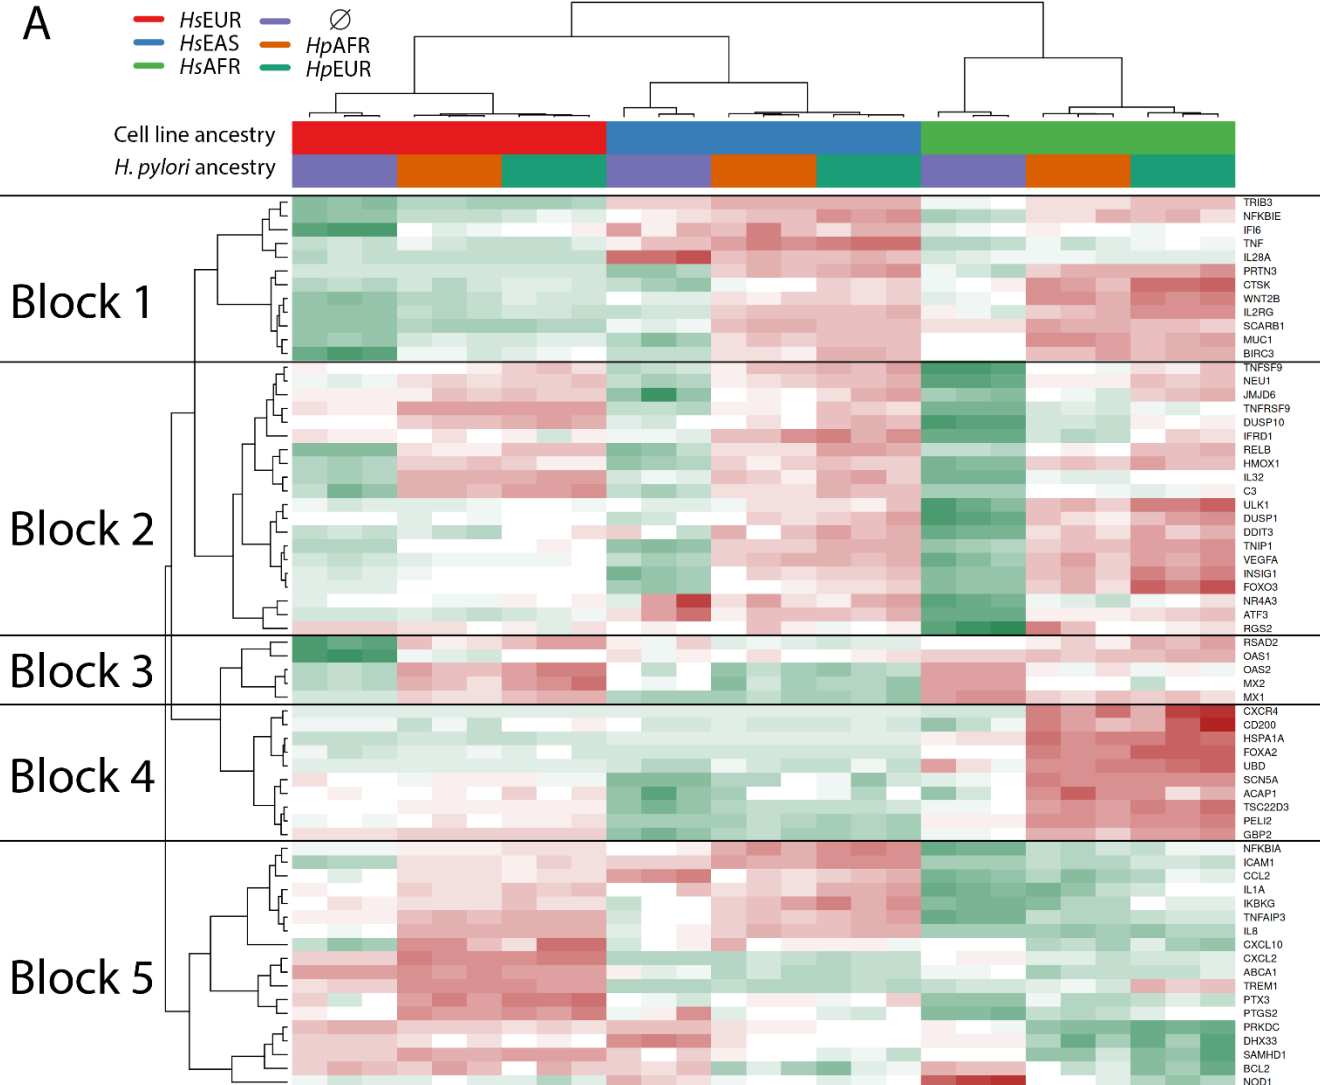 A
HsEUR
∅
HsEAS
HpAFR
HsAFR
HpEUR
Cell line ancestry
H. pylori ancestry
Block 1
TRIB3
NFKBIE
IFI6
TNF
IL28A
PRTN3
CTSK
WNT2B
IL2RG
SCARB1
MUC1
BIRC3
Block 2
TNFSF9
NEU1
JMJD6
TNFRSF9
DUSP10
IFRD1
RELB
HMOX1
IL32
C3
ULK1
DUSP1
DDIT3
TNIP1
VEGFA
INSIG1
FOXO3
NR4A3
ATF3
RGS2
Block 3
RSAD2
OAS1
OAS2
MX2
MX1
Block 4
CXCR4
CD200
HSPA1A
FOXA2
UBD
SCN5A
ACAP1
TSC22D3
PELI2
GBP2
Block 5
NFKBIA
ICAM1
CCL2
IL1A
IKBKG
TNFAIP3
IL8
CXCL10
CXCL2
ABCA1
TREM1
PTX3
PTGS2
PRKDC
DHX33
SAMHD1
BCL2
NOD1